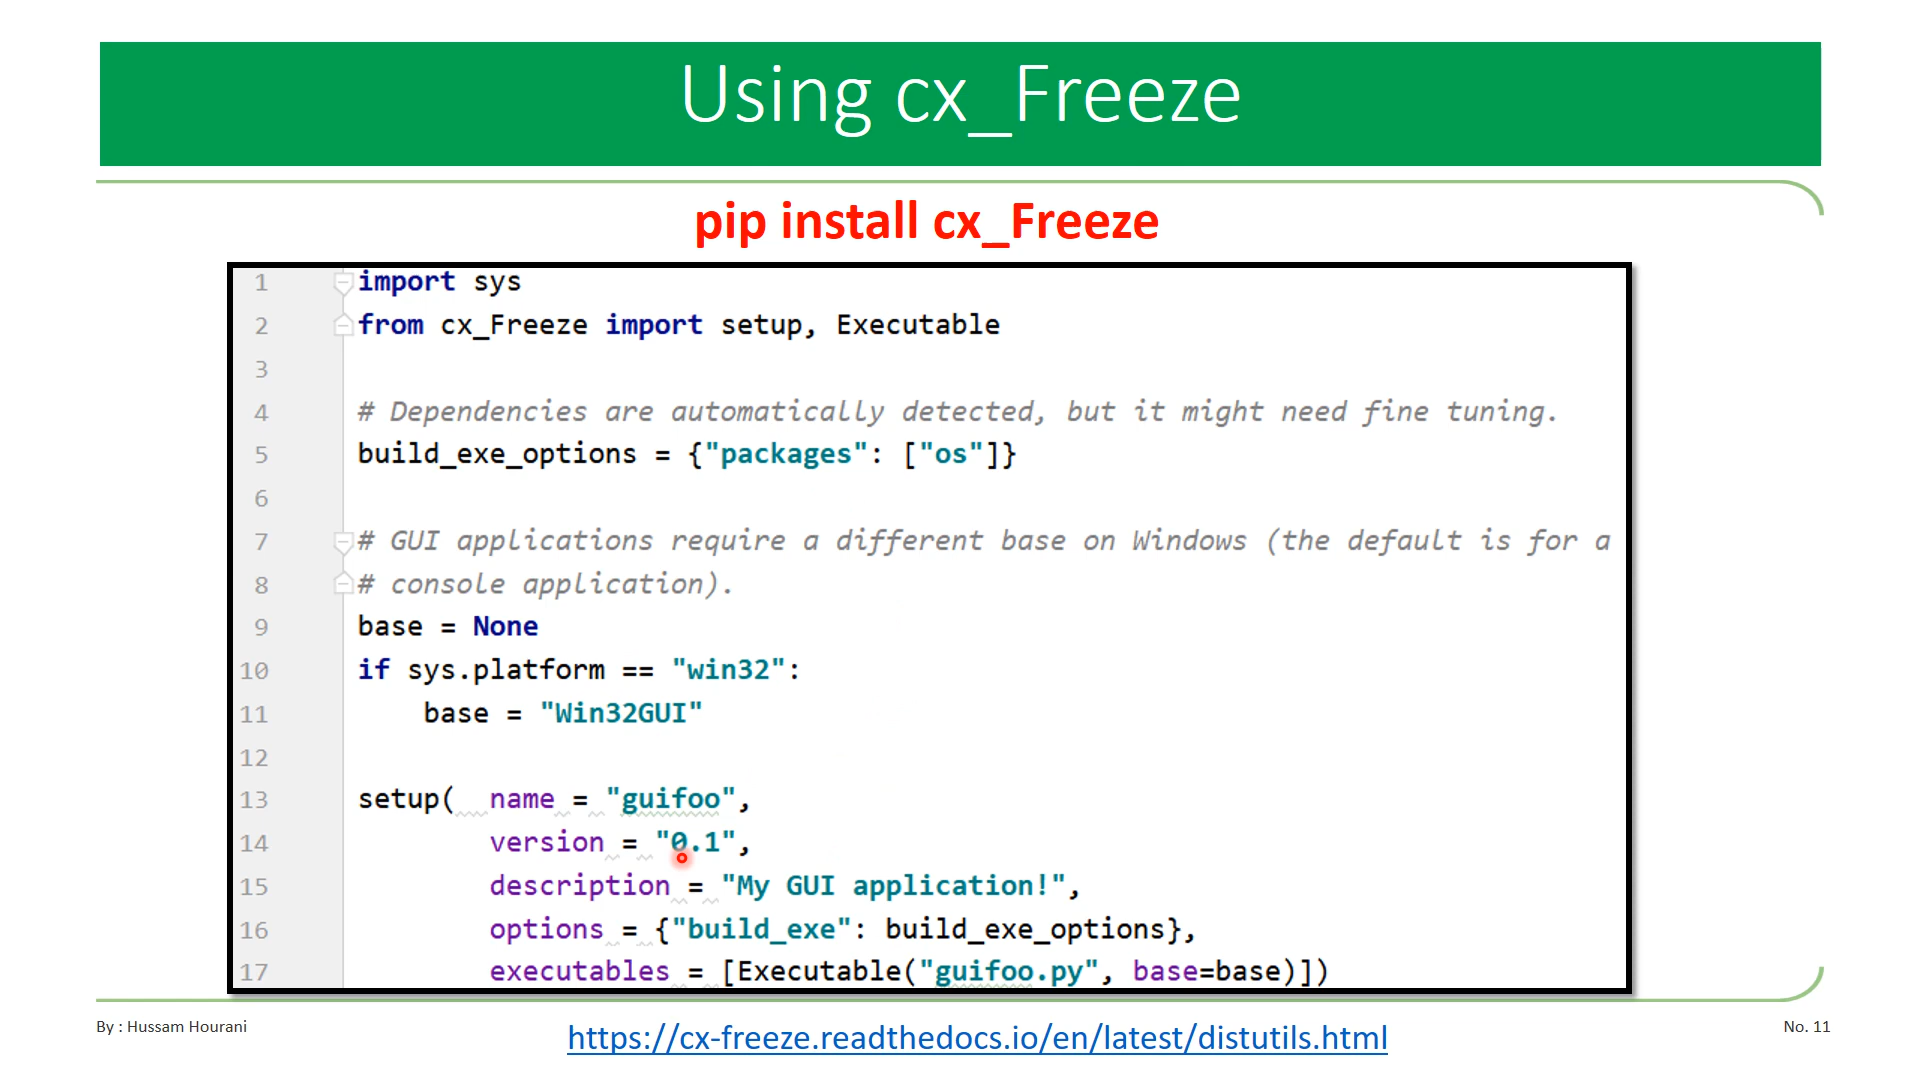 Using cx_Freeze
pip install cx_Freeze
1 import sys
2 from cx_Freeze import setup, Executable
3
4 # Dependencies are automatically detected, but it might need fine tuning.
5 build_exe_options = {"packages": ["os"]}
6
7 # GUI applications require a different base on Windows (the default is for a
8 # console application).
9 base = None
10 if sys.platform == "win32":
11     base = "Win32GUI"
12
13 setup(  name = "guifoo",
14         version = "0.1",
15         description = "My GUI application!",
16         options = {"build_exe": build_exe_options},
17         executables = [Executable("guifoo.py", base=base)])
By : Hussam Hourani
https://cx-freeze.readthedocs.io/en/latest/distutils.html
No. 11